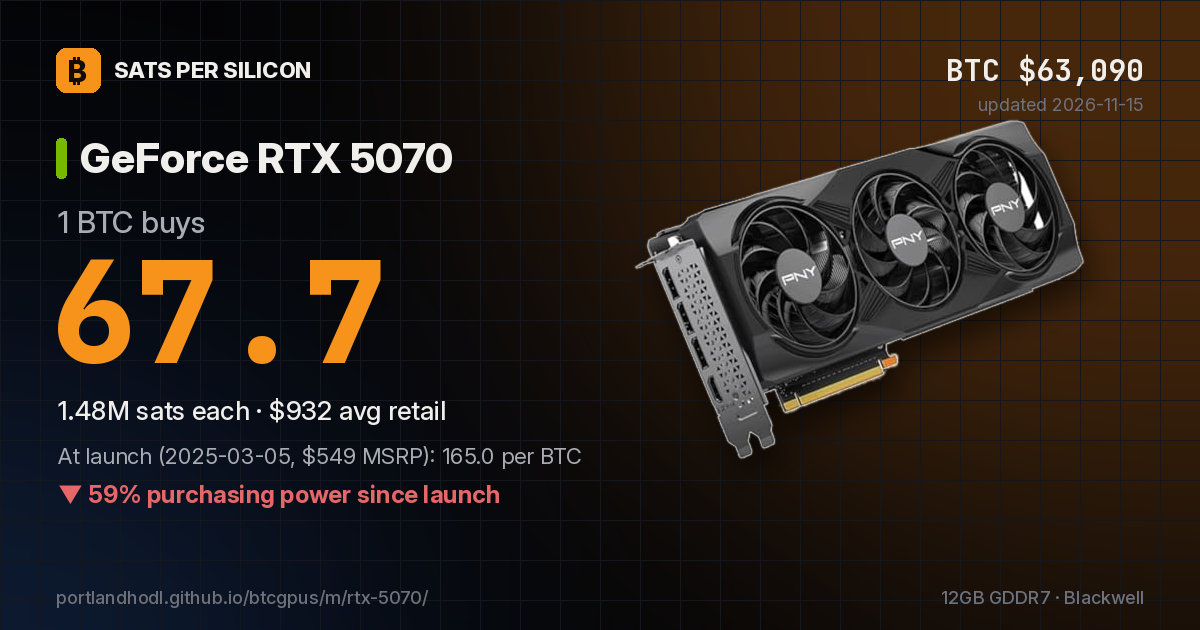 ₿ SATS PER SILICON
BTC $63,090
updated 2026-11-15
GeForce RTX 5070
1 BTC buys
67.7
1.48M sats each · $932 avg retail
At launch (2025-03-05, $549 MSRP): 165.0 per BTC
▼ 59% purchasing power since launch
PNY
PNY
PNY
portlandhodl.github.io/btcgpus/m/rtx-5070/
12GB GDDR7 · Blackwell